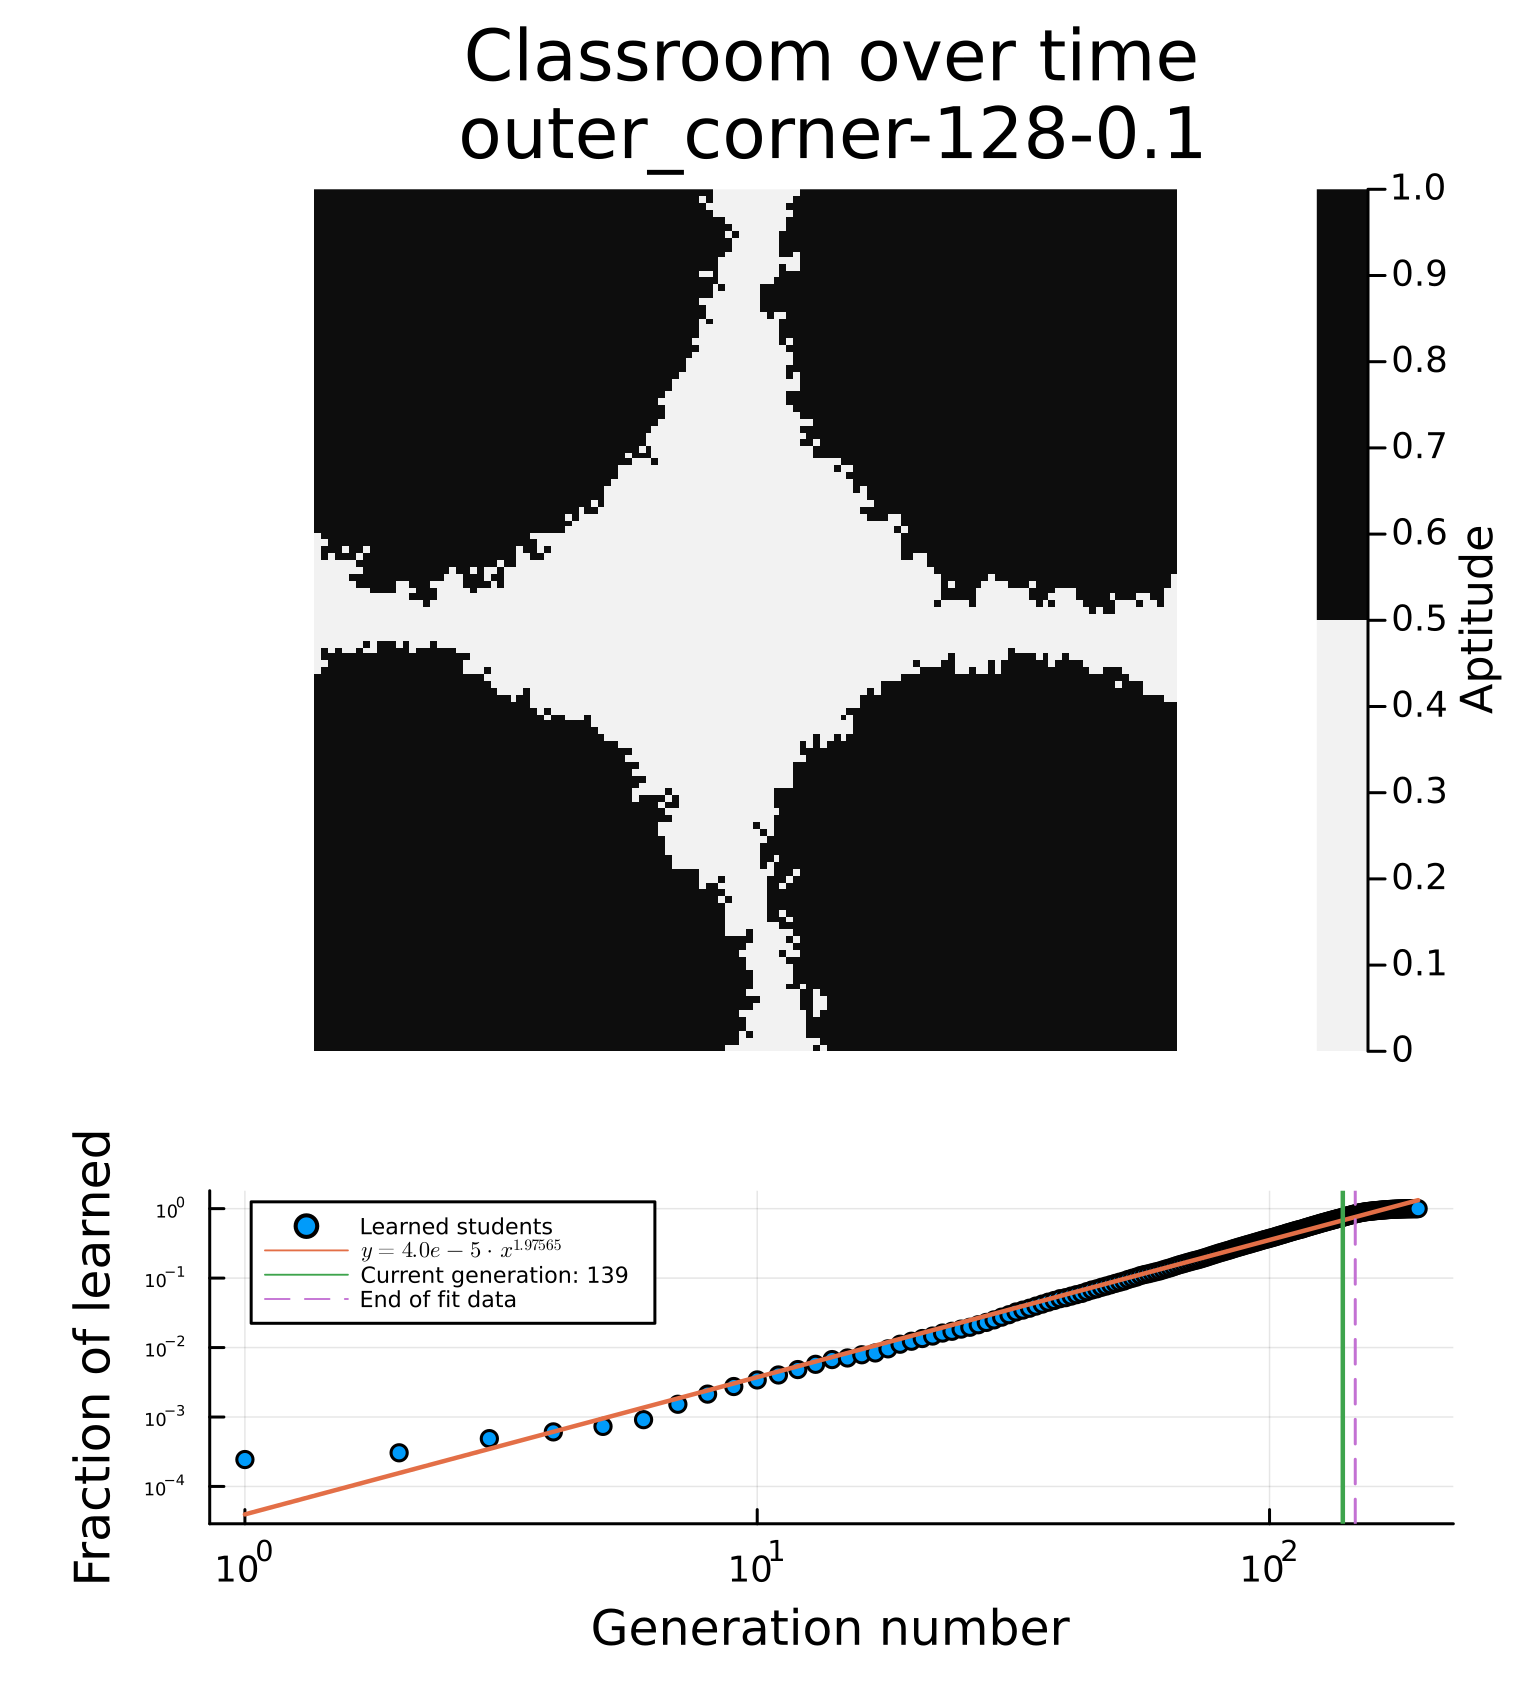 Classroom over time
outer_corner-128-0.1
1.0
0.9
0.8
0.7
0.6
0.5
0.4
0.3
0.2
0.1
0
Aptitude
Fraction of learned
10⁰
10⁻¹
10⁻²
10⁻³
10⁻⁴
Learned students
y = 4.0e − 5 · x^1.97565
Current generation: 139
End of fit data
10⁰ 10¹ 10²
Generation number